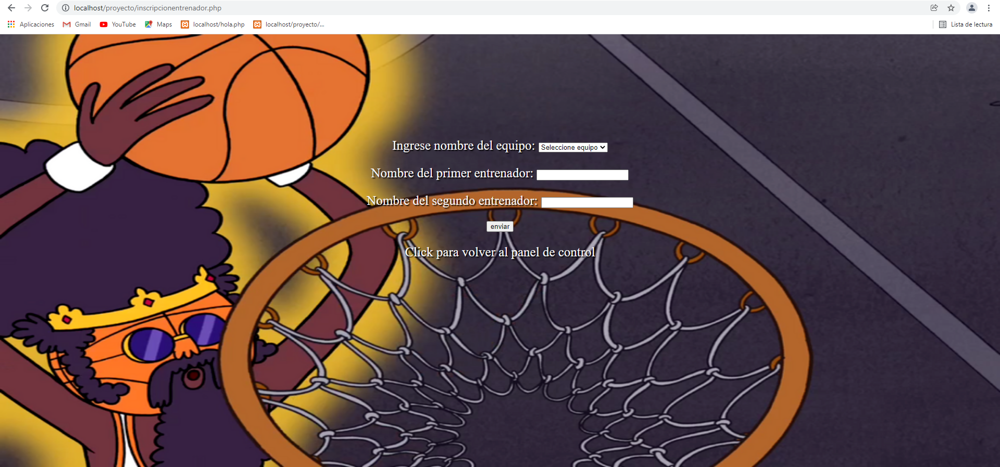 localhost/proyecto/inscripcionentrenador.php
Aplicaciones Gmail YouTube Maps localhost/hola.php localhost/proyecto/... Lista de lectura
Ingrese nombre del equipo: Seleccione equipo
Nombre del primer entrenador:
Nombre del segundo entrenador:
enviar
Click para volver al panel de control